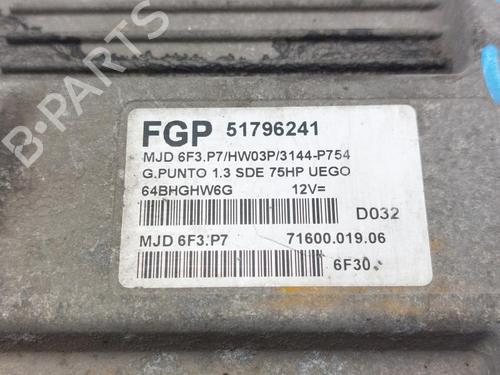 FGP 51796241
MJD 6F3.P7/HW03P/3144-P754
G.PUNTO 1.3 SDE 75HP UEGO
64BHGHW6G 12V=
D032
MJD 6F3.P7 71600.019.06
6F30
B-PARTS